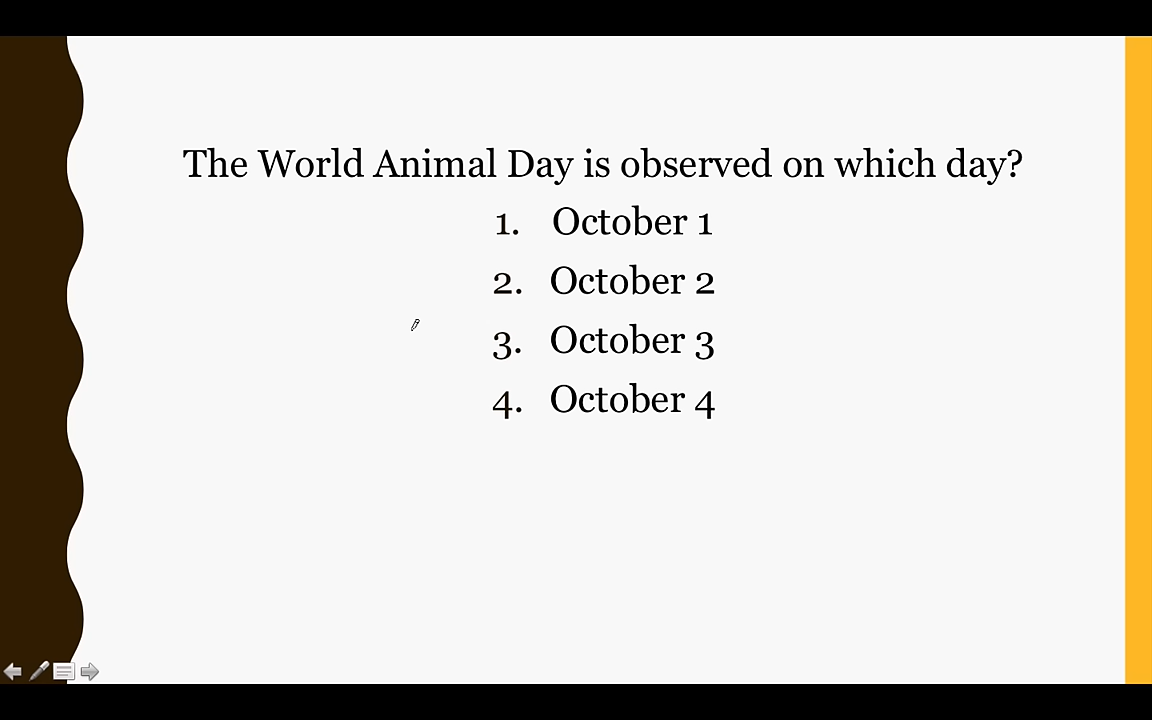 The World Animal Day is observed on which day?
1. October 1
2. October 2
3. October 3
4. October 4